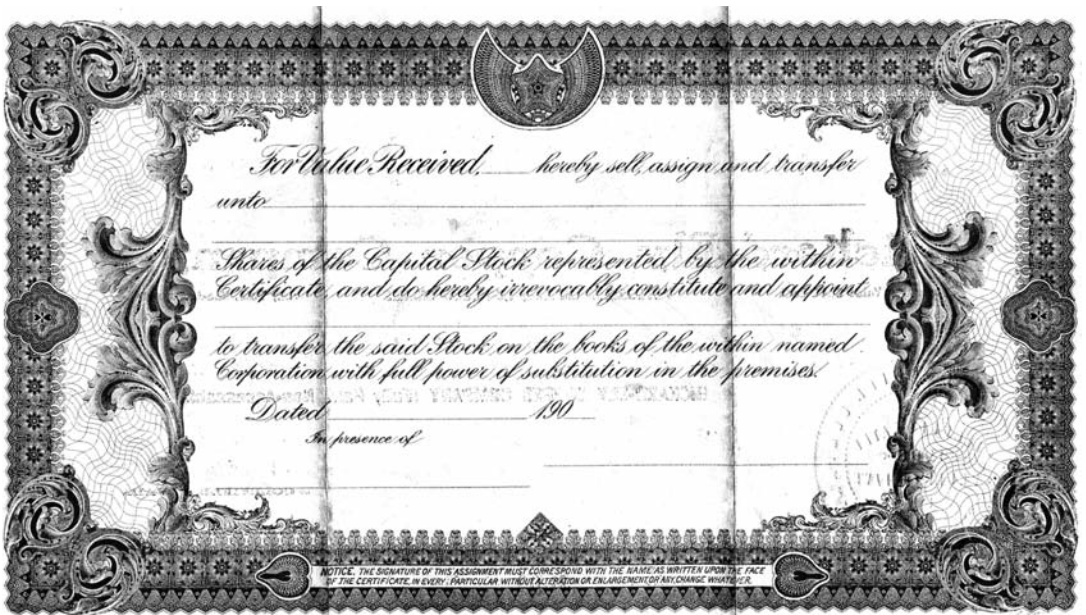 For Value Received, hereby sell, assign and transfer
unto
Shares of the Capital Stock represented by the within
Certificate, and do hereby irrevocably constitute and appoint
to transfer the said Stock on the books of the within named
Corporation with full power of substitution in the premises.
Dated 190
In presence of
NOTICE. THE SIGNATURE OF THIS ASSIGNMENT MUST CORRESPOND WITH THE NAME AS WRITTEN UPON THE FACE
OF THE CERTIFICATE, IN EVERY PARTICULAR WITHOUT ALTERATION OR ENLARGEMENT OR ANY CHANGE WHATEVER.